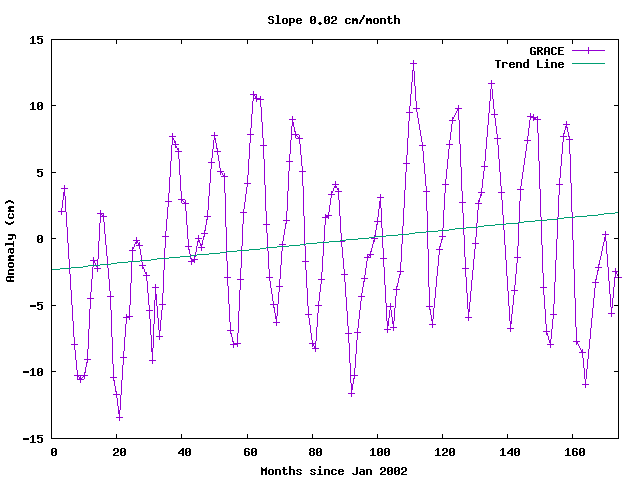 Slope 0.02 cm/month
GRACE
Trend Line
15
10
5
0
-5
-10
-15
Anomaly (cm)
0 20 40 60 80 100 120 140 160
Months since Jan 2002